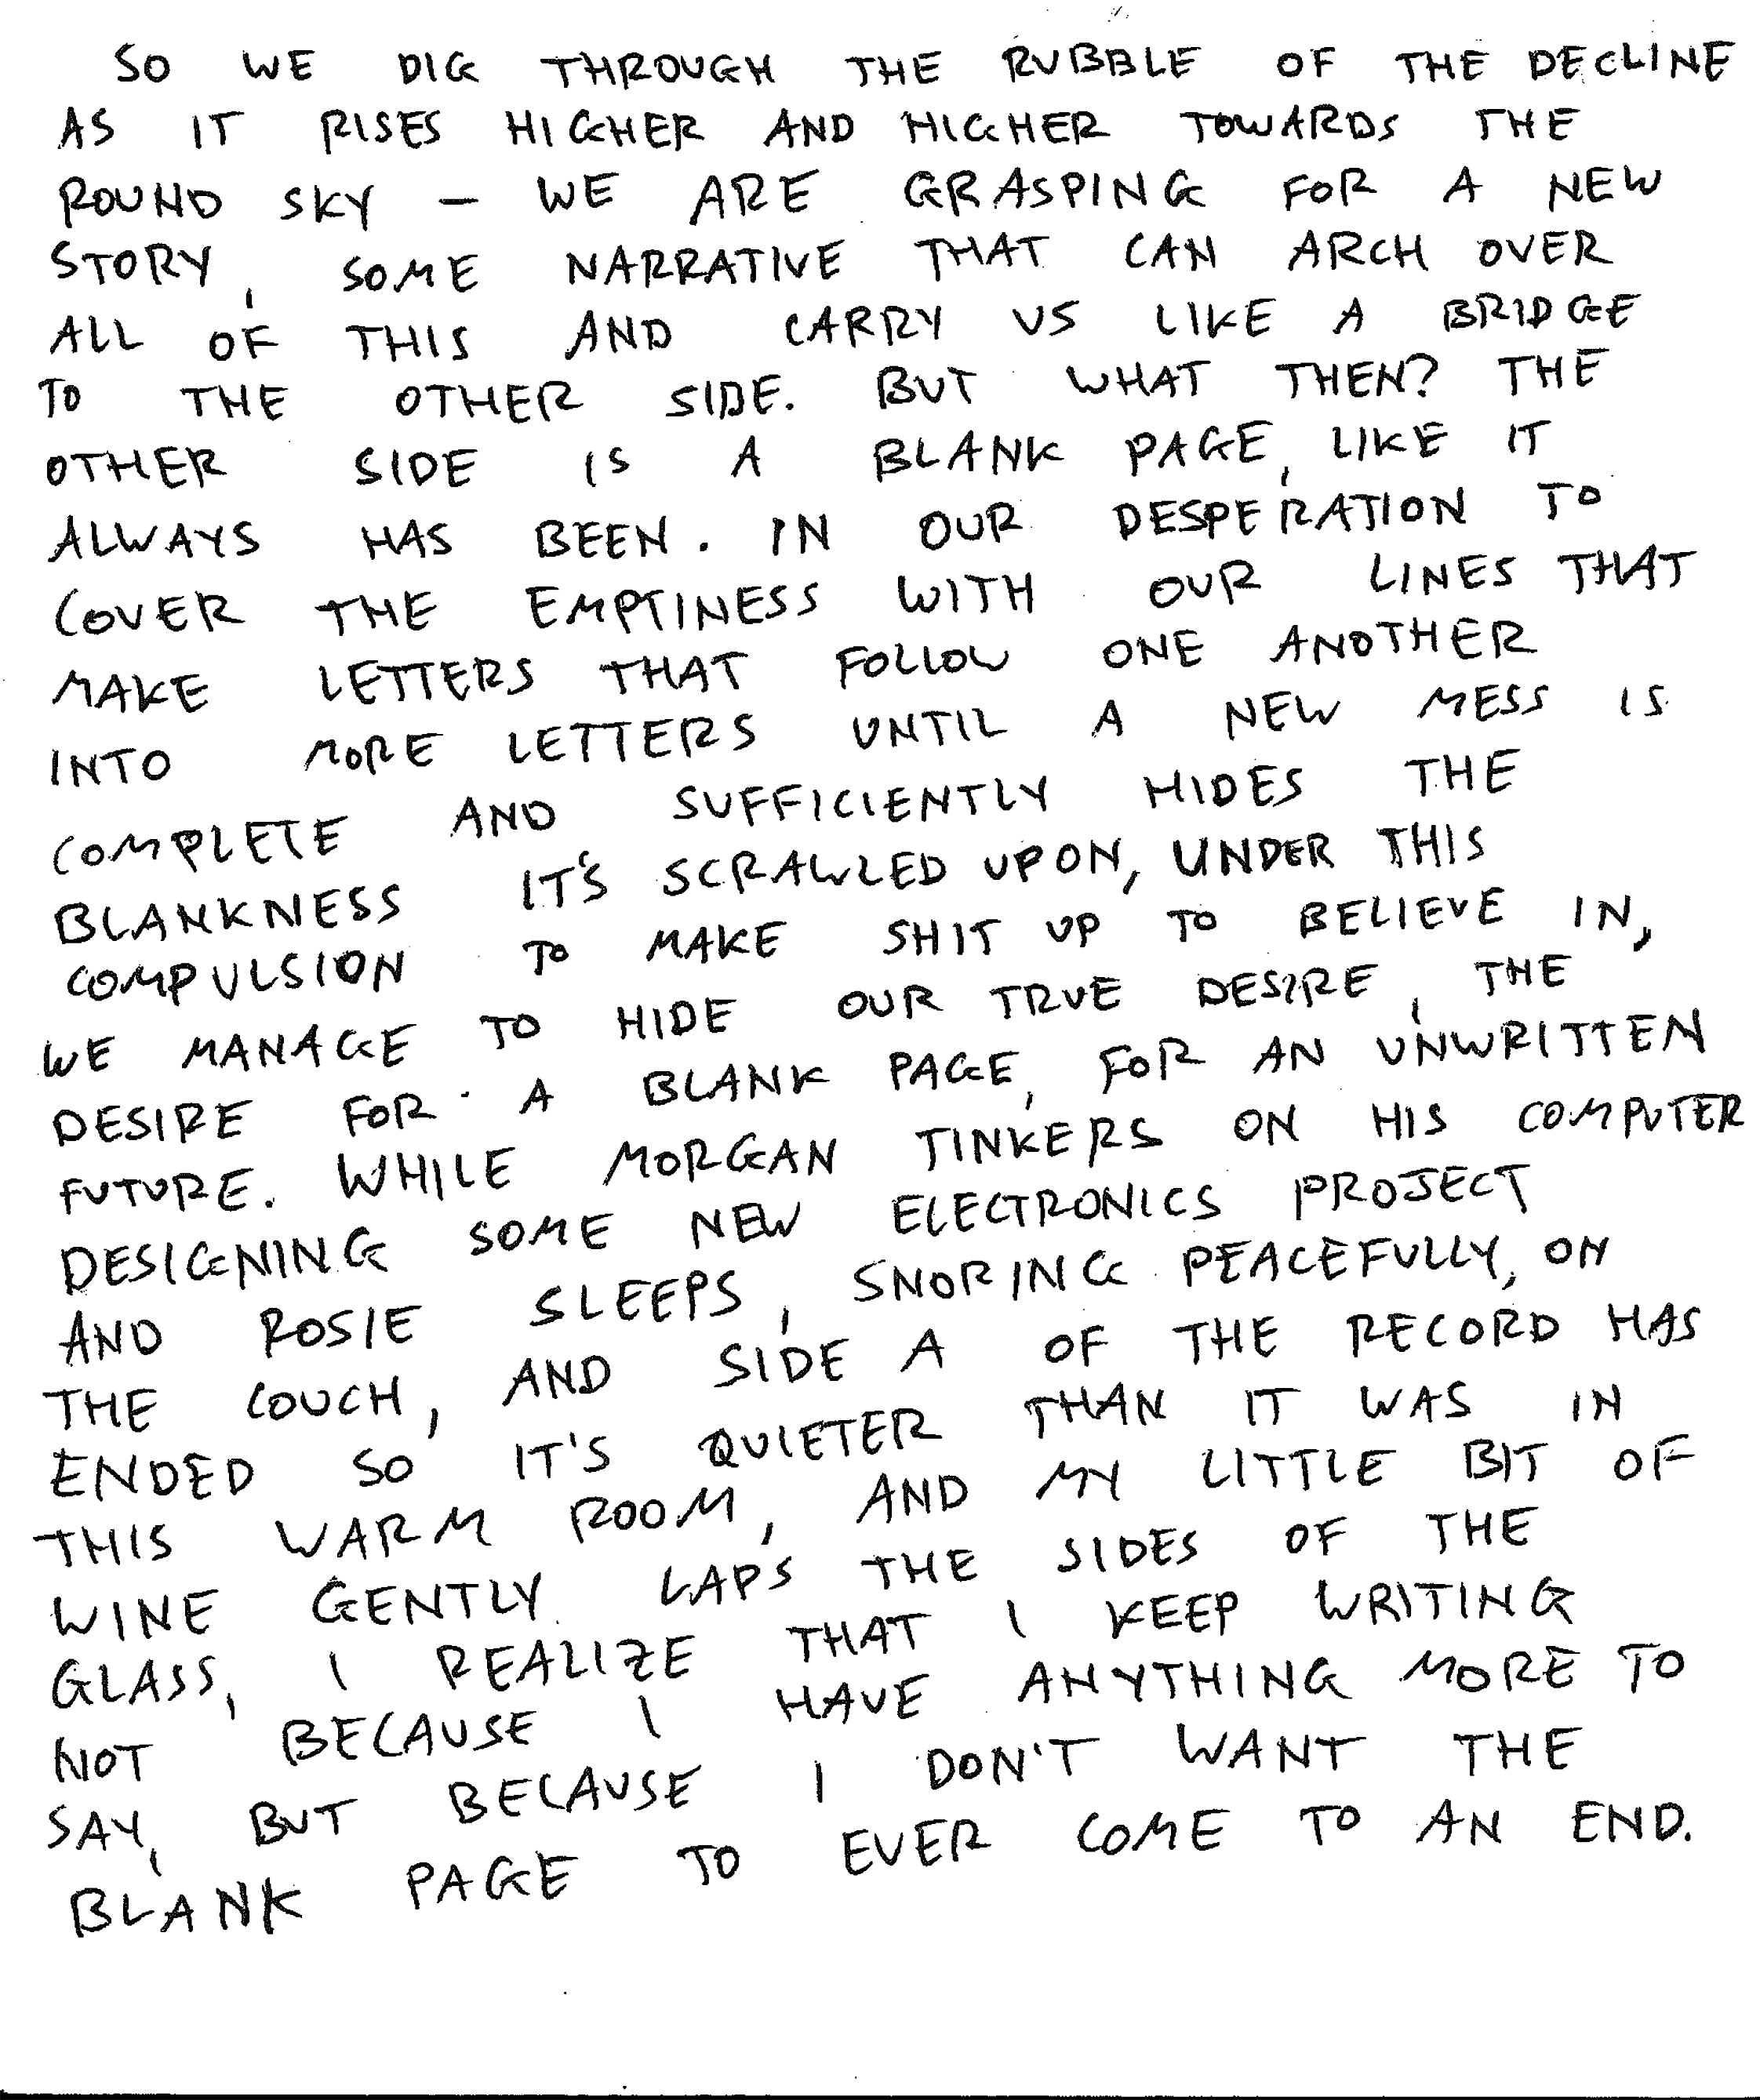 SO WE DIG THROUGH THE RUBBLE OF THE DECLINE
AS IT RISES HIGHER AND HIGHER TOWARDS THE
ROUND SKY – WE ARE GRASPING FOR A NEW
STORY, SOME NARRATIVE THAT CAN ARCH OVER
ALL OF THIS AND CARRY US LIKE A BRIDGE
TO THE OTHER SIDE. BUT WHAT THEN? THE
OTHER SIDE IS A BLANK PAGE, LIKE IT
ALWAYS HAS BEEN. IN OUR DESPERATION TO
COVER THE EMPTINESS WITH OUR LINES THAT
MAKE LETTERS THAT FOLLOW ONE ANOTHER
INTO MORE LETTERS UNTIL A NEW MESS IS
COMPLETE AND SUFFICIENTLY HIDES THE
BLANKNESS IT'S SCRAWLED UPON, UNDER THIS
COMPULSION TO MAKE SHIT UP TO BELIEVE IN,
WE MANAGE TO HIDE OUR TRUE DESIRE, THE
DESIRE FOR A BLANK PAGE, FOR AN UNWRITTEN
FUTURE. WHILE MORGAN TINKERS ON HIS COMPUTER
DESIGNING SOME NEW ELECTRONICS PROJECT
AND ROSIE SLEEPS, SNORING PEACEFULLY, ON
THE COUCH, AND SIDE A OF THE RECORD HAS
ENDED SO IT'S QUIETER THAN IT WAS IN
THIS WARM ROOM, AND MY LITTLE BIT OF
WINE GENTLY LAPS THE SIDES OF THE
GLASS, I REALIZE THAT I KEEP WRITING
NOT BECAUSE I HAVE ANYTHING MORE TO
SAY, BUT BECAUSE I DON'T WANT THE
BLANK PAGE TO EVER COME TO AN END.